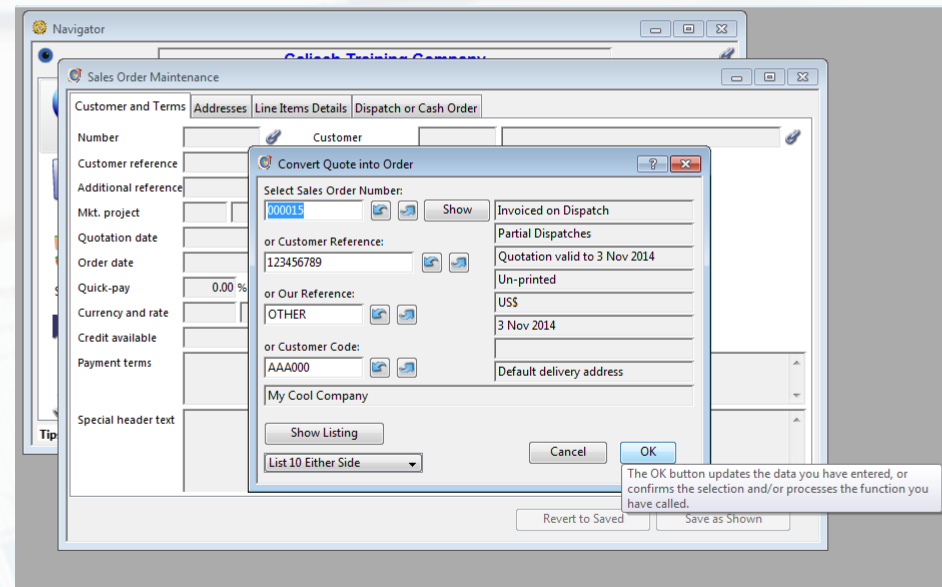 Navigator
Training Company
Sales Order Maintenance
Customer and Terms Addresses Line Items Details Dispatch or Cash Order
Number
Customer
Customer reference
Additional reference
Mkt. project
Quotation date
Order date
Quick-pay 0.00 %
Currency and rate
Credit available
Payment terms
Special header text
Tip
Convert Quote into Order
Select Sales Order Number:
000015
Show
Invoiced on Dispatch
Partial Dispatches
or Customer Reference:
123456789
Quotation valid to 3 Nov 2014
Un-printed
or Our Reference:
OTHER
US$
3 Nov 2014
or Customer Code:
AAA000
Default delivery address
My Cool Company
Show Listing
List 10 Either Side
Cancel
OK
The OK button updates the data you have entered, or
confirms the selection and/or processes the function you
have called.
Revert to Saved
Save as Shown